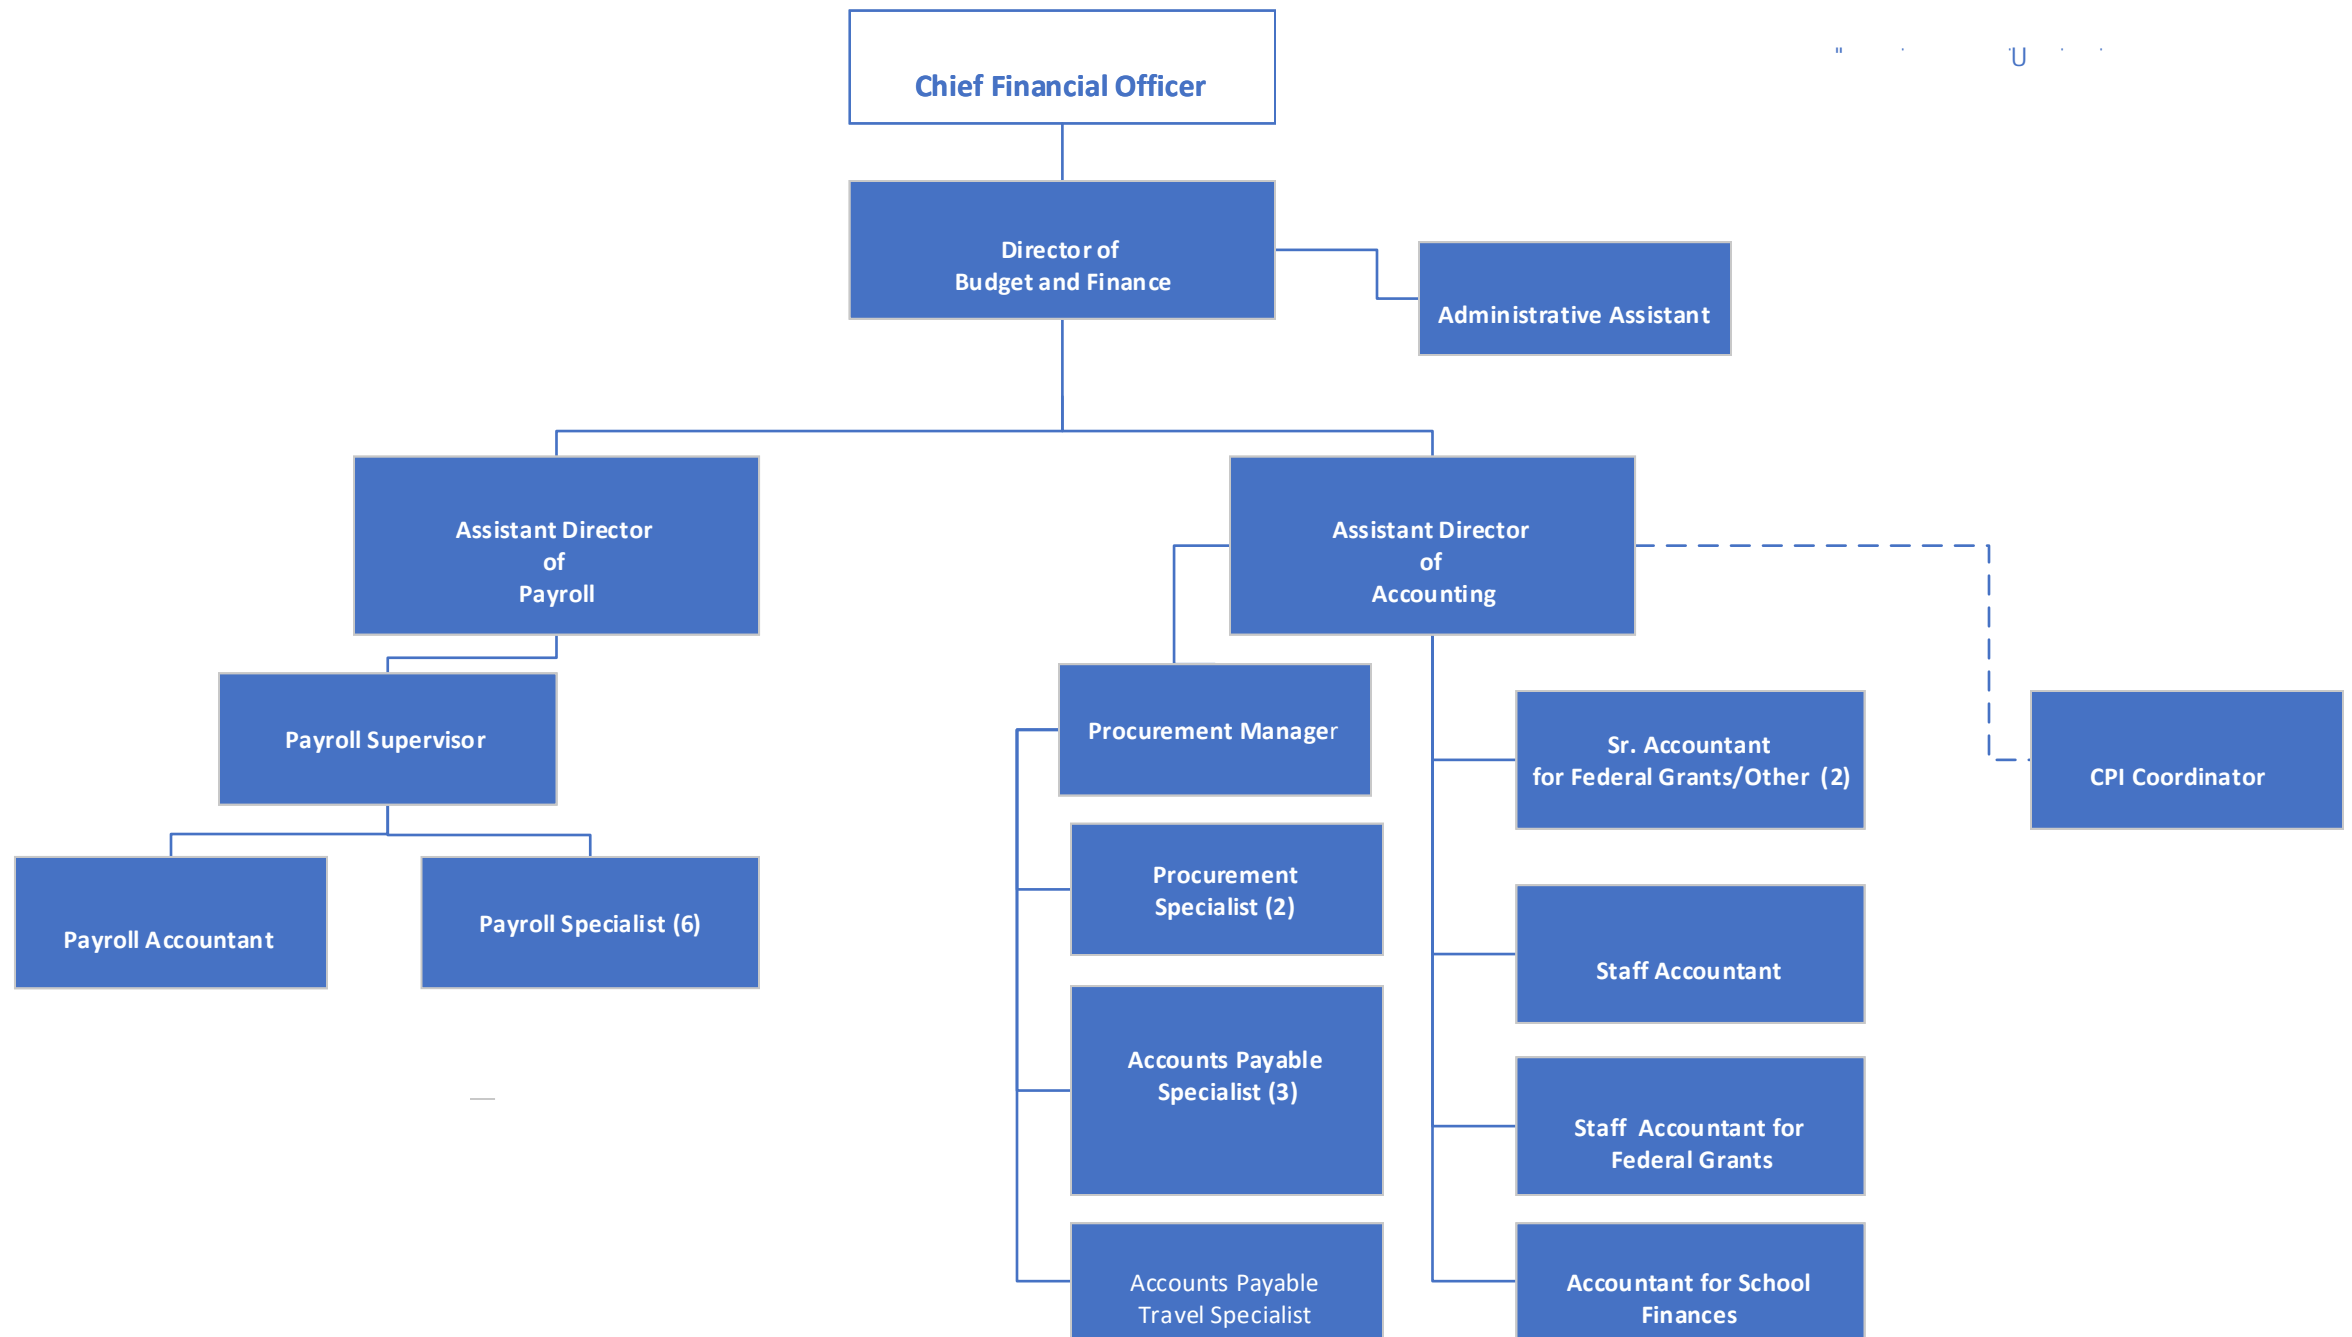 Chief Financial Officer
Director of
Budget and Finance
Administrative Assistant
Assistant Director
of
Payroll
Assistant Director
of
Accounting
Payroll Supervisor
Procurement Manager
Sr. Accountant
for Federal Grants/Other (2)
CPI Coordinator
Payroll Accountant
Payroll Specialist (6)
Procurement
Specialist (2)
Staff Accountant
Accounts Payable
Specialist (3)
Staff Accountant for
Federal Grants
Accounts Payable
Travel Specialist
Accountant for School
Finances